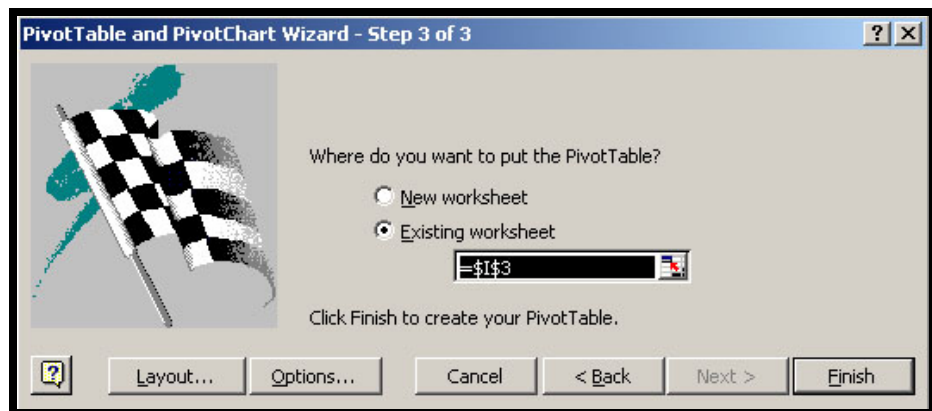 PivotTable and PivotChart Wizard - Step 3 of 3
Where do you want to put the PivotTable?
New worksheet
Existing worksheet
=$I$3
Click Finish to create your PivotTable.
Layout... Options... Cancel < Back Next > Finish